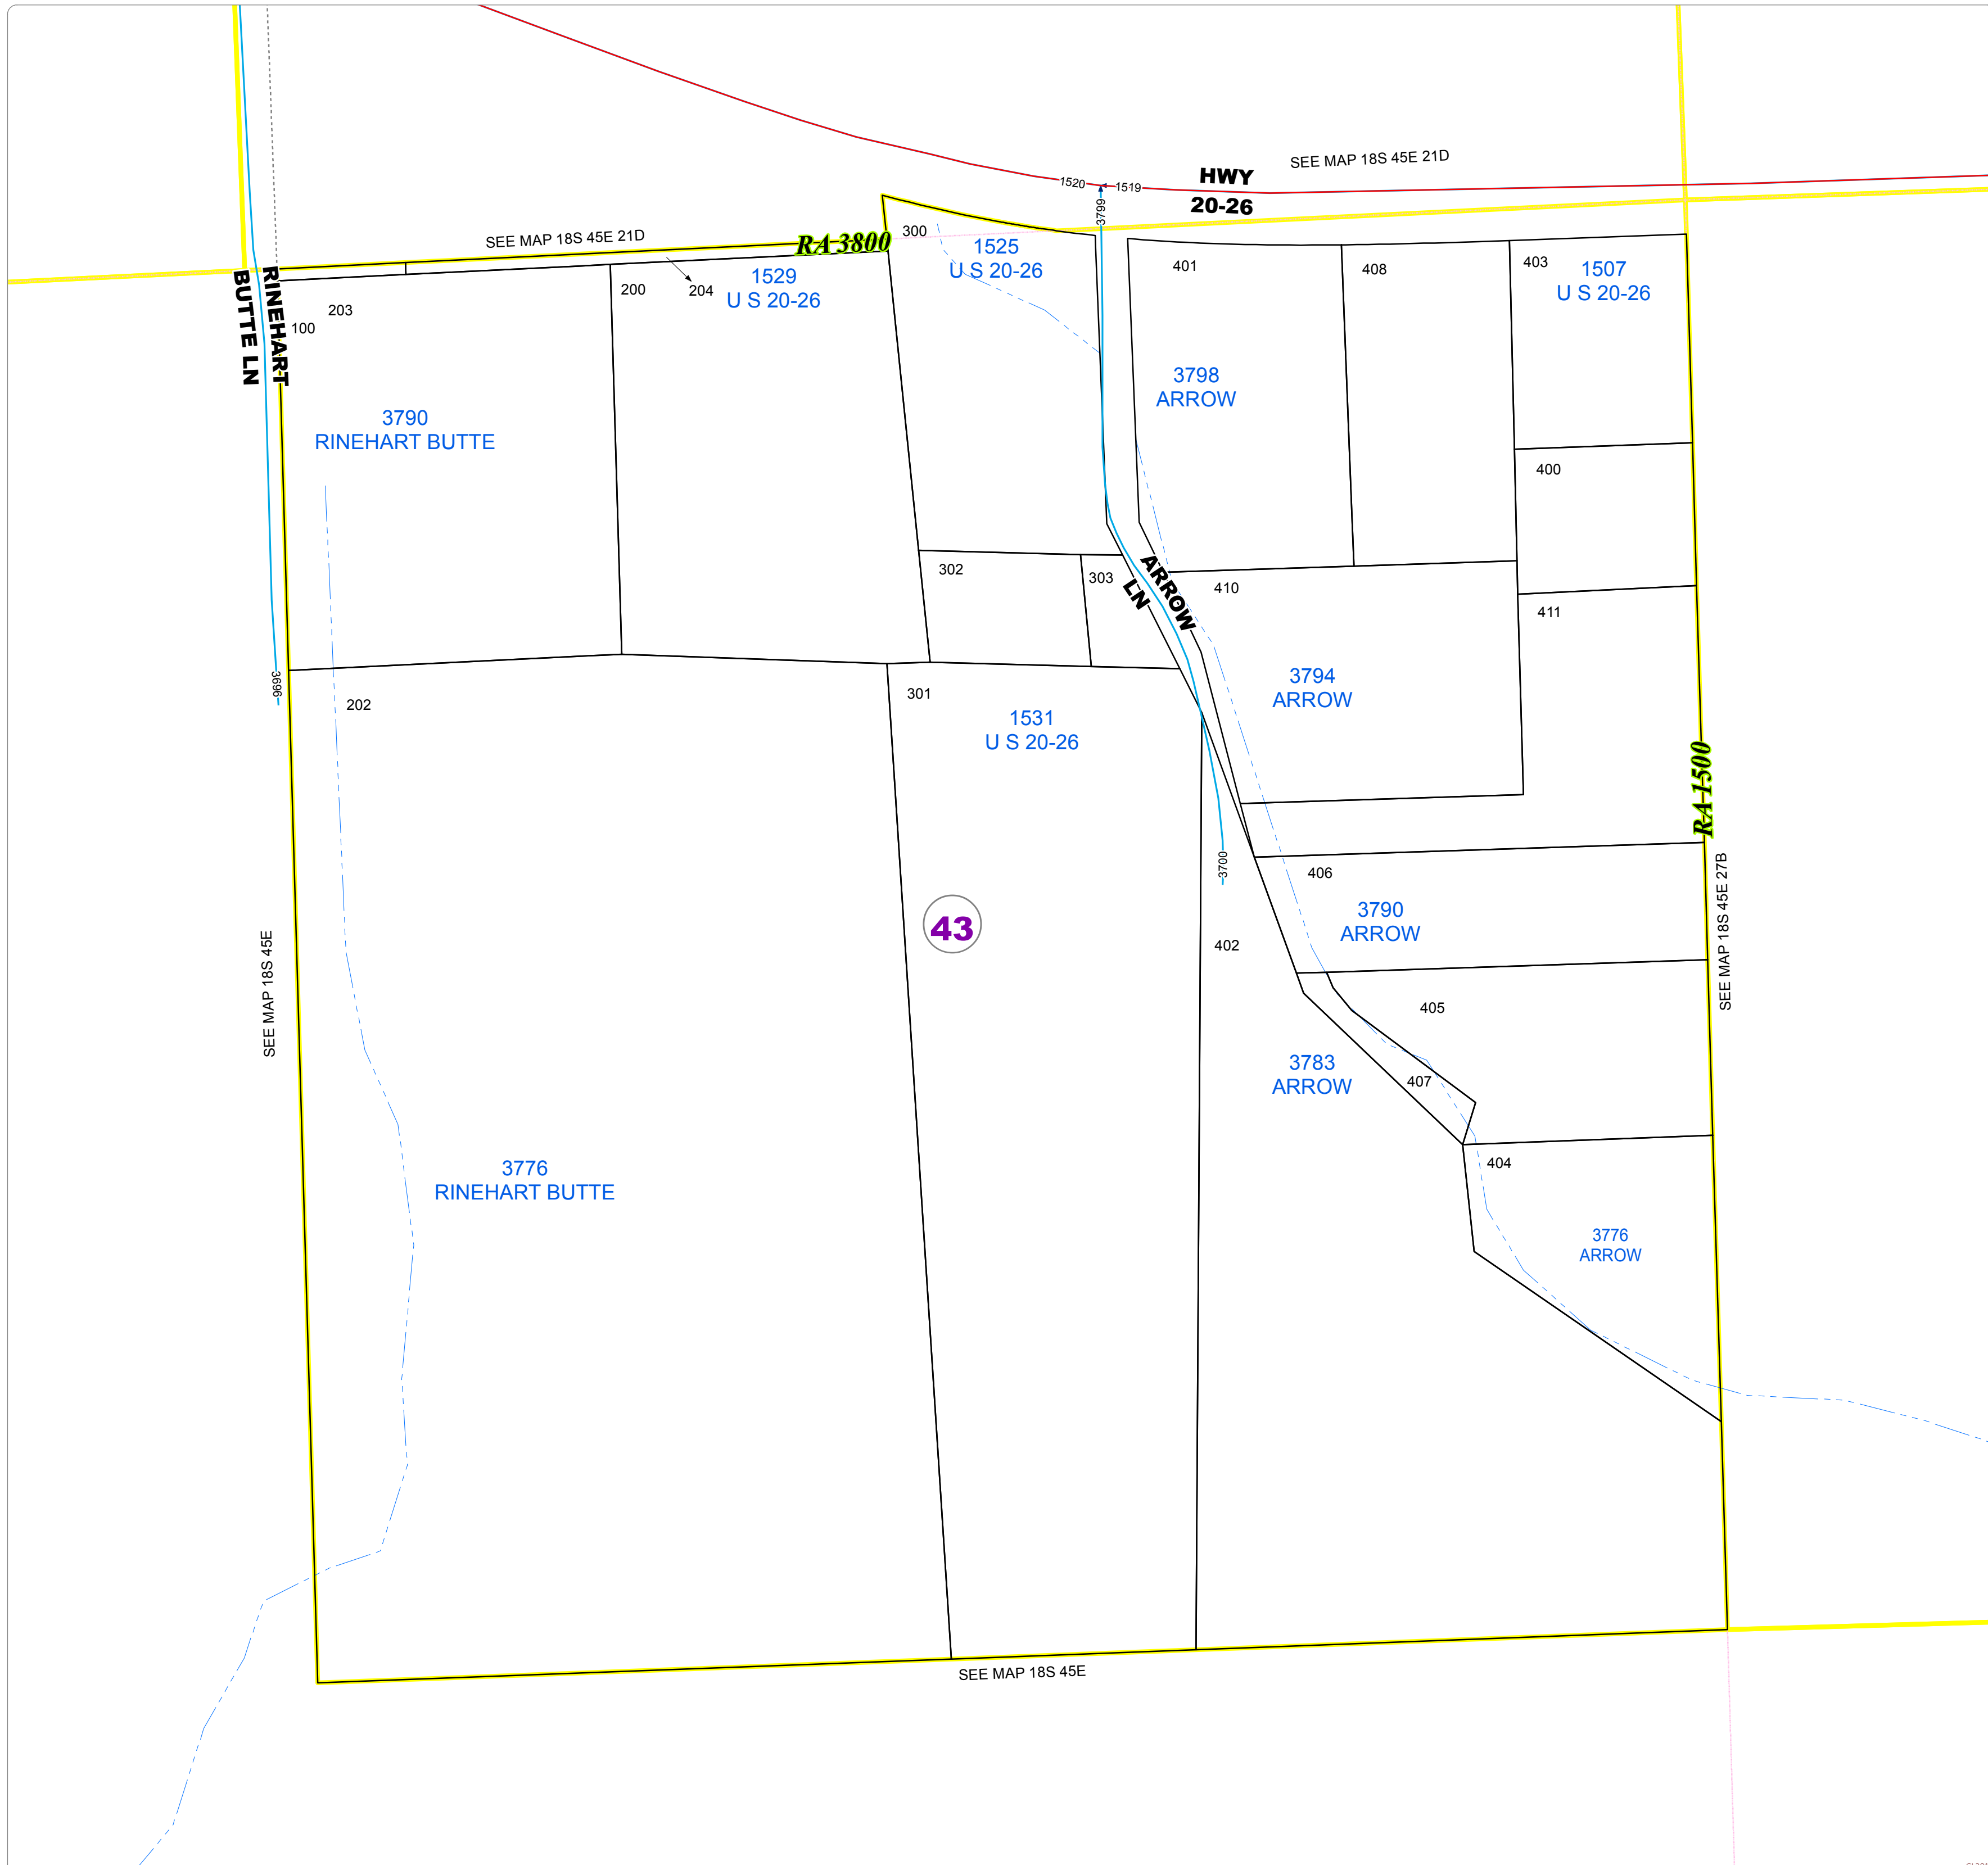 SEE MAP 18S 45E 21D
1520
1519
HWY
20-26
3799
SEE MAP 18S 45E 21D
RA 3800
300
1525
U S 20-26
401
408
403
1507
U S 20-26
RINEHART
BUTTE LN
203
100
200
204
1529
U S 20-26
3798
ARROW
3790
RINEHART BUTTE
400
302
303
ARROW
LN
410
411
3696
202
301
1531
U S 20-26
3794
ARROW
RA 1500
3700
406
SEE MAP 18S 45E 27B
43
402
3790
ARROW
SEE MAP 18S 45E
405
3783
ARROW
407
3776
RINEHART BUTTE
404
3776
ARROW
SEE MAP 18S 45E